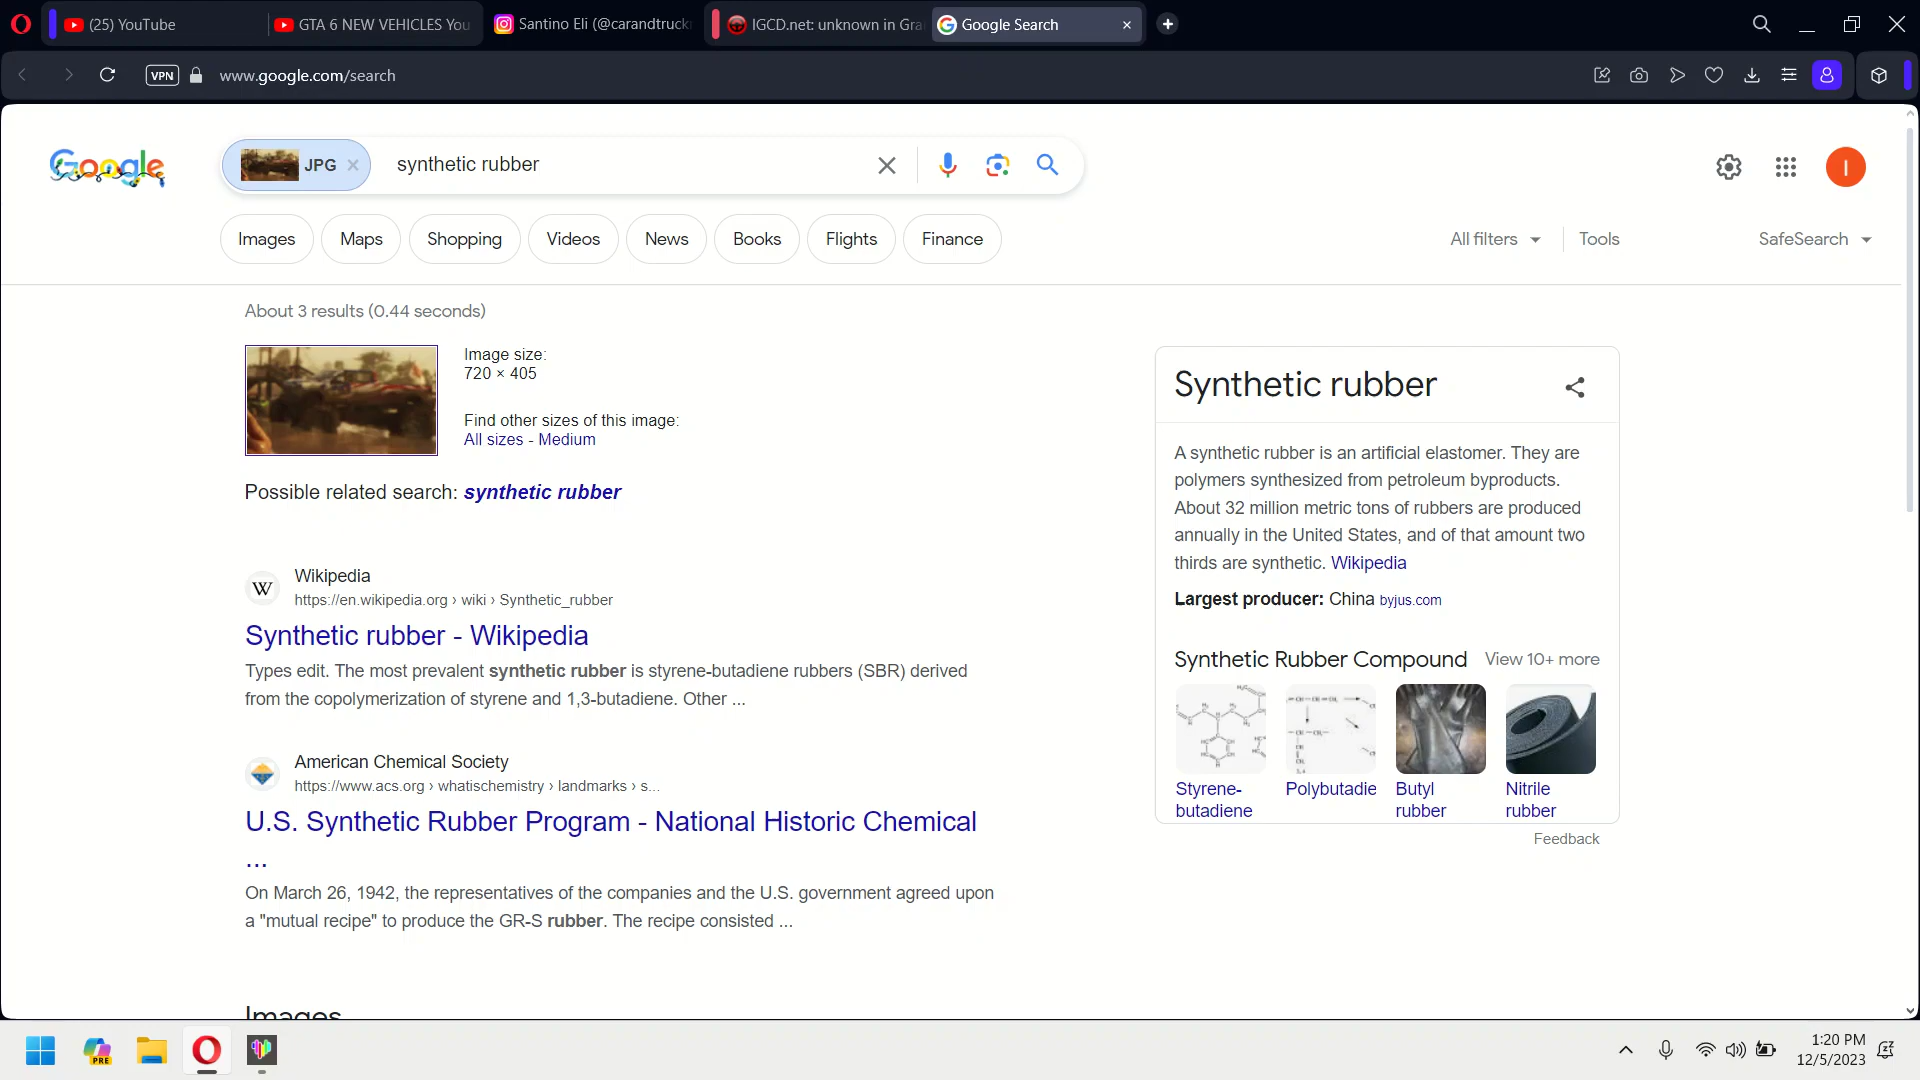 (25) YouTube
GTA 6 NEW VEHICLES You
Santino Eli (@carandtruck
IGCD.net: unknown in Gra
Google Search
VPN
www.google.com/search
Google
JPG
synthetic rubber
I
Images
Maps
Shopping
Videos
News
Books
Flights
Finance
All filters
Tools
SafeSearch
About 3 results (0.44 seconds)
Image size:
720 × 405
Find other sizes of this image:
All sizes - Medium
Possible related search: synthetic rubber
W
Wikipedia
https://en.wikipedia.org › wiki › Synthetic_rubber
Synthetic rubber - Wikipedia
Types edit. The most prevalent synthetic rubber is styrene-butadiene rubbers (SBR) derived
from the copolymerization of styrene and 1,3-butadiene. Other ...
American Chemical Society
https://www.acs.org › whatischemistry › landmarks › s...
U.S. Synthetic Rubber Program - National Historic Chemical
...
On March 26, 1942, the representatives of the companies and the U.S. government agreed upon
a "mutual recipe" to produce the GR-S rubber. The recipe consisted ...
Images
Synthetic rubber
A synthetic rubber is an artificial elastomer. They are
polymers synthesized from petroleum byproducts.
About 32 million metric tons of rubbers are produced
annually in the United States, and of that amount two
thirds are synthetic. Wikipedia
Largest producer: China byjus.com
Synthetic Rubber Compound
View 10+ more
Styrene-
butadiene
Polybutadie
Butyl
rubber
Nitrile
rubber
Feedback
PRE
1:20 PM
12/5/2023